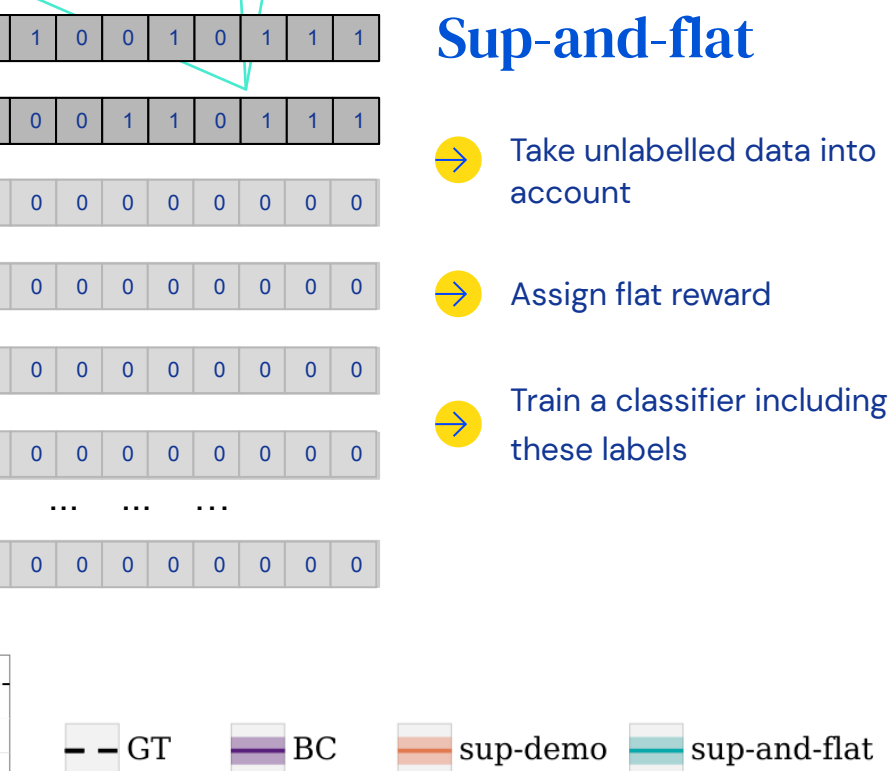 1 0 0 1 0 1 1 1
0 0 1 1 0 1 1 1
0 0 0 0 0 0 0 0
0 0 0 0 0 0 0 0
0 0 0 0 0 0 0 0
0 0 0 0 0 0 0 0
... ... ...
0 0 0 0 0 0 0 0
Sup-and-flat
Take unlabelled data into
account
Assign flat reward
Train a classifier including
these labels
GT BC sup-demo sup-and-flat